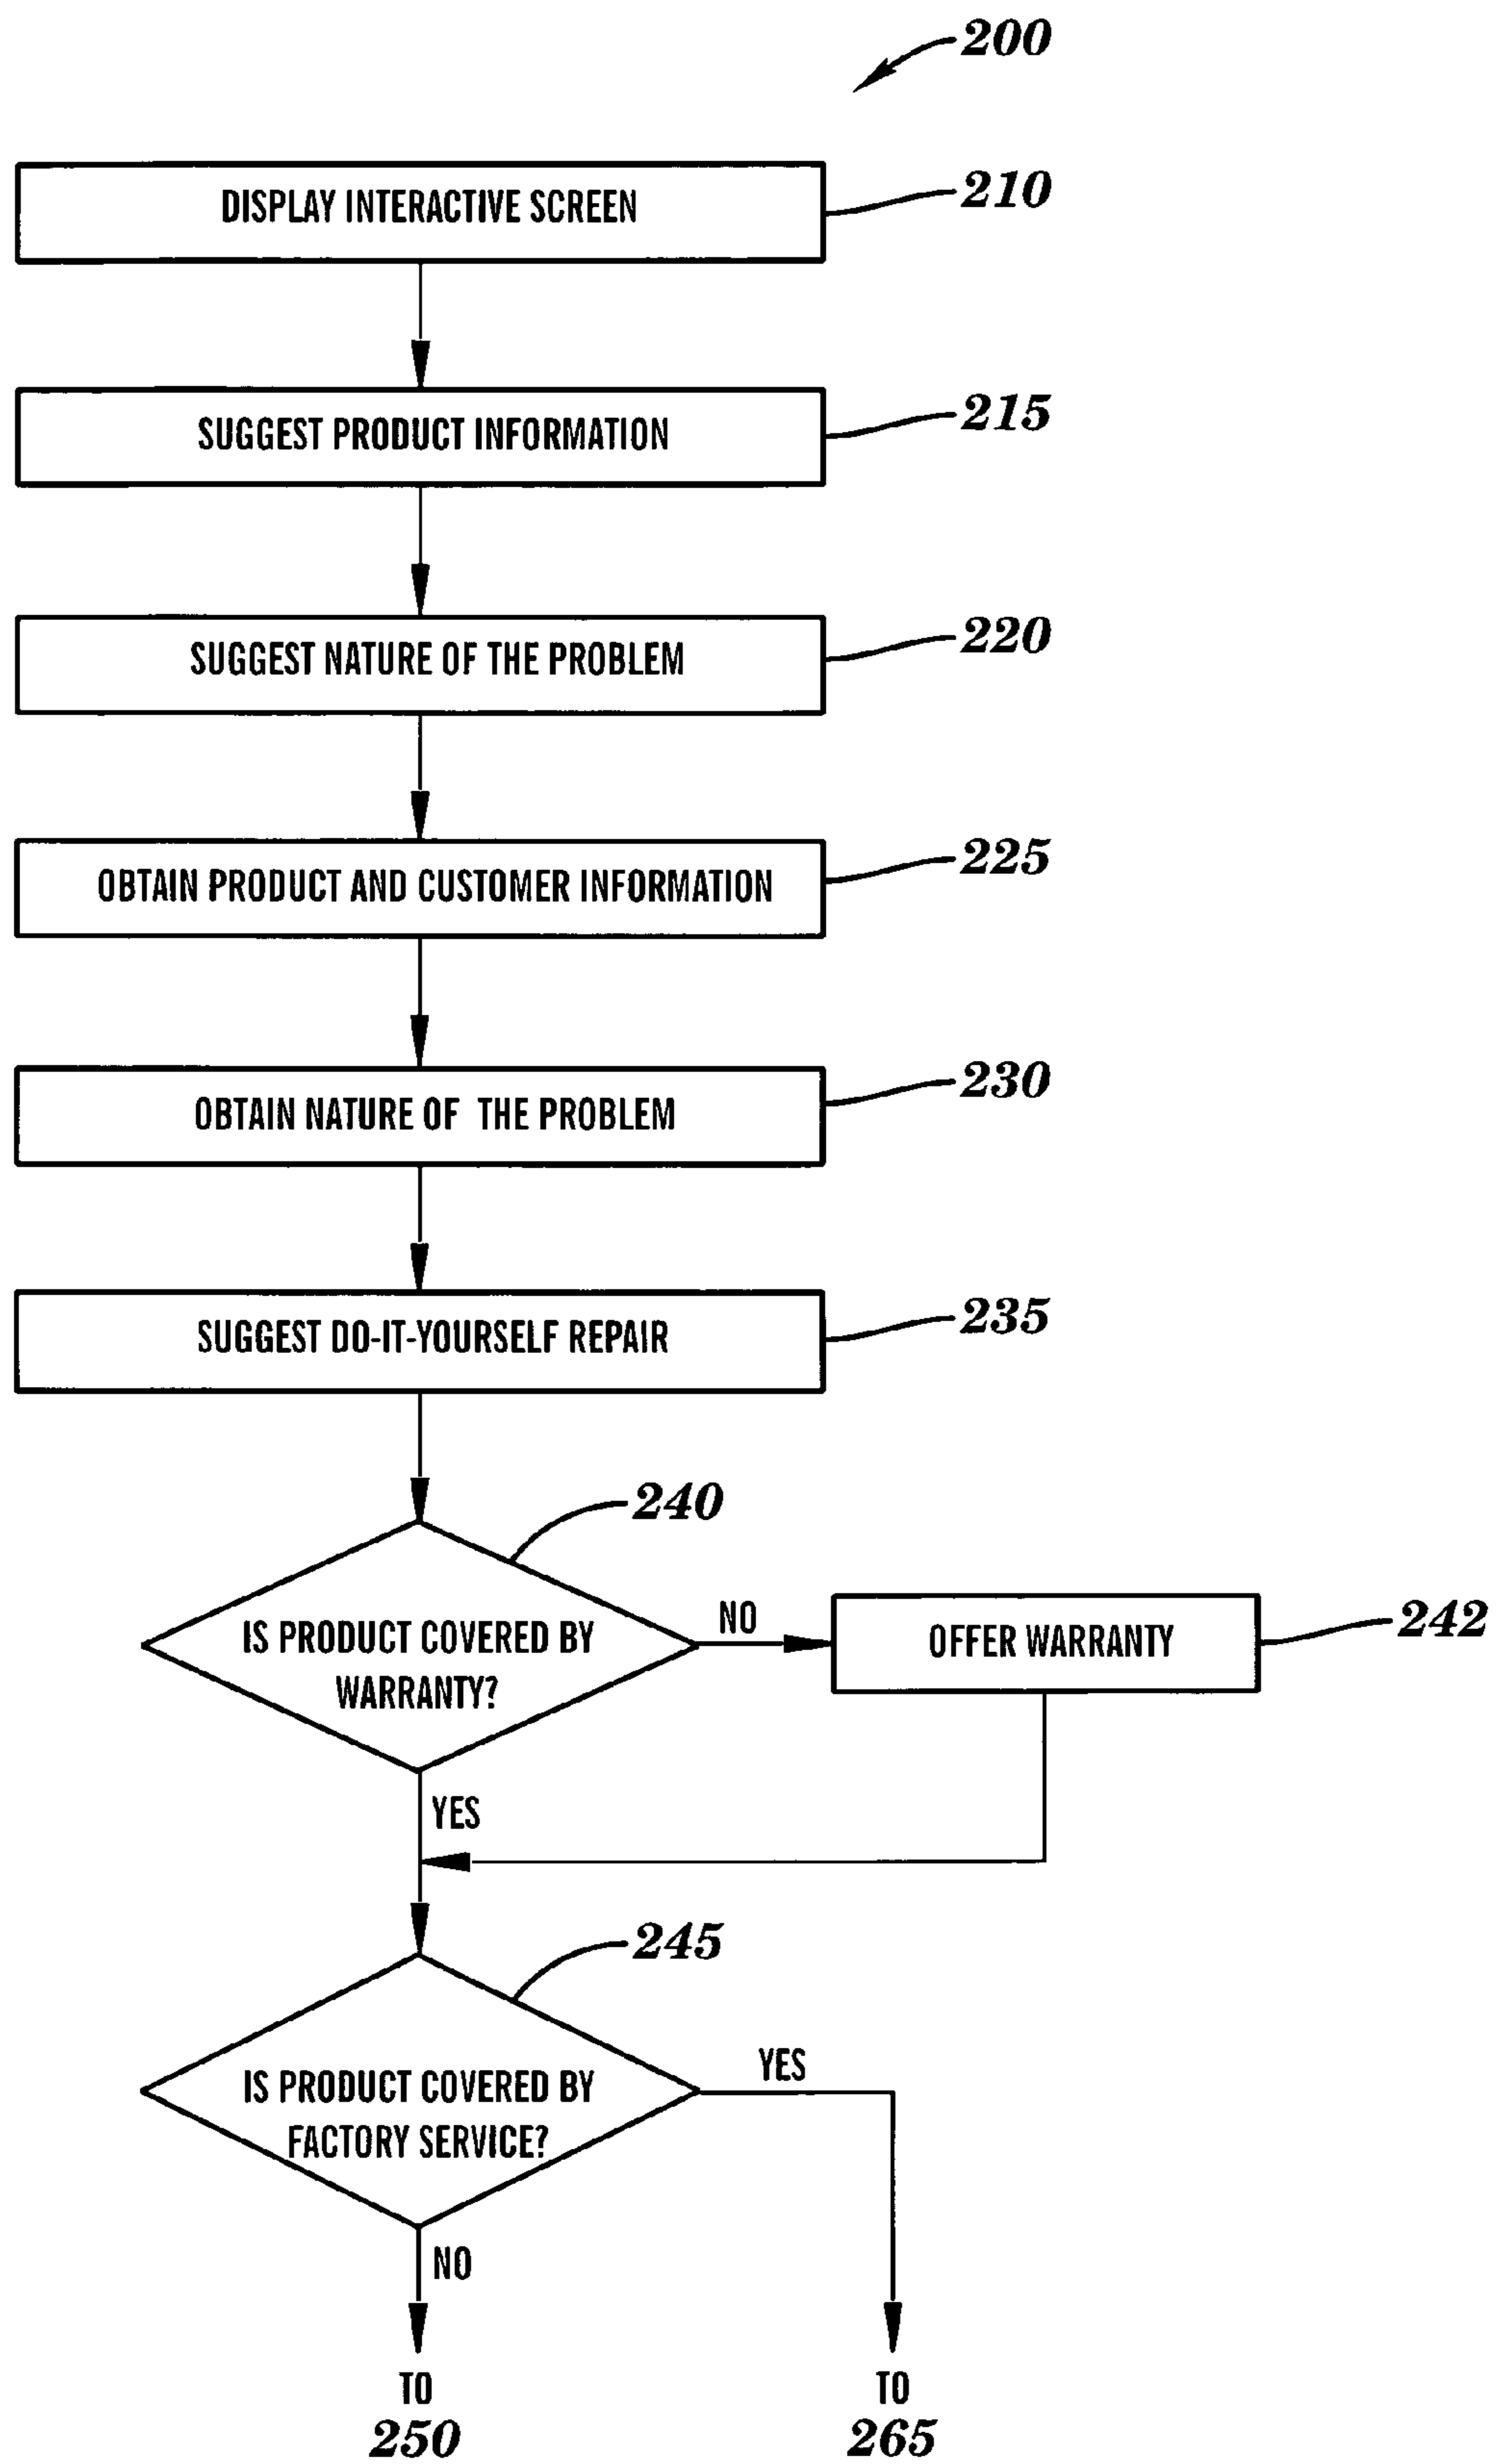 200
DISPLAY INTERACTIVE SCREEN
210
SUGGEST PRODUCT INFORMATION
215
SUGGEST NATURE OF THE PROBLEM
220
OBTAIN PRODUCT AND CUSTOMER INFORMATION
225
OBTAIN NATURE OF THE PROBLEM
230
SUGGEST DO-IT-YOURSELF REPAIR
235
240
IS PRODUCT COVERED BY
WARRANTY?
NO
OFFER WARRANTY
242
YES
245
IS PRODUCT COVERED BY
FACTORY SERVICE?
YES
NO
TO
250
TO
265